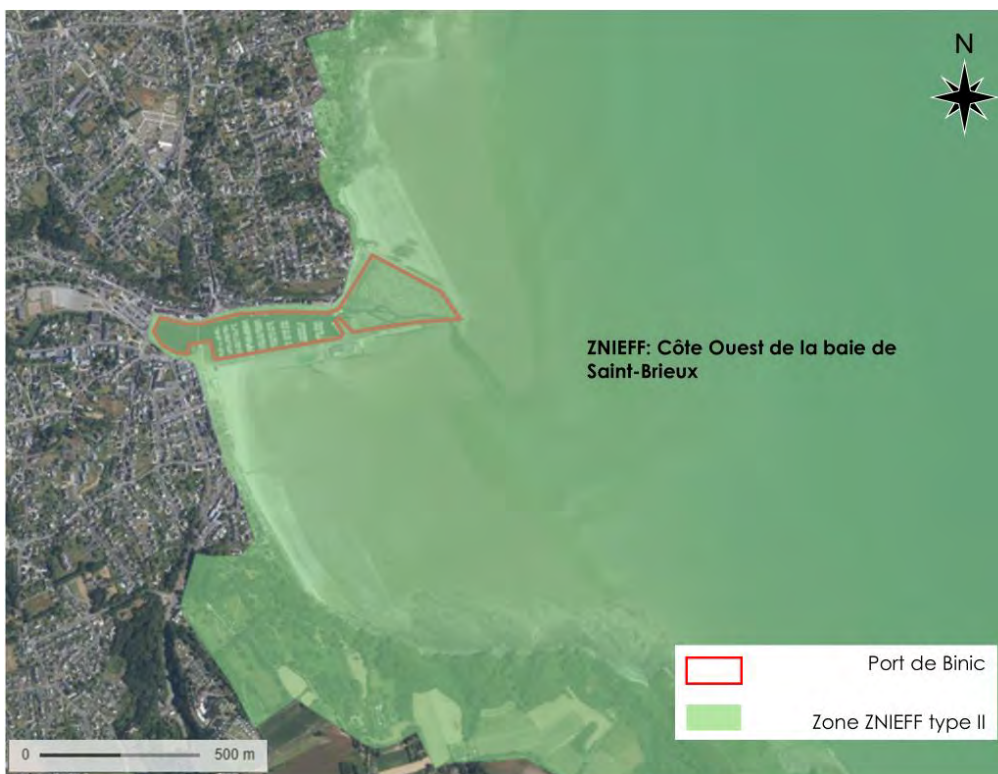 N
ZNIEFF: Côte Ouest de la baie de
Saint-Brieux
Port de Binic
Zone ZNIEFF type II
0 500 m